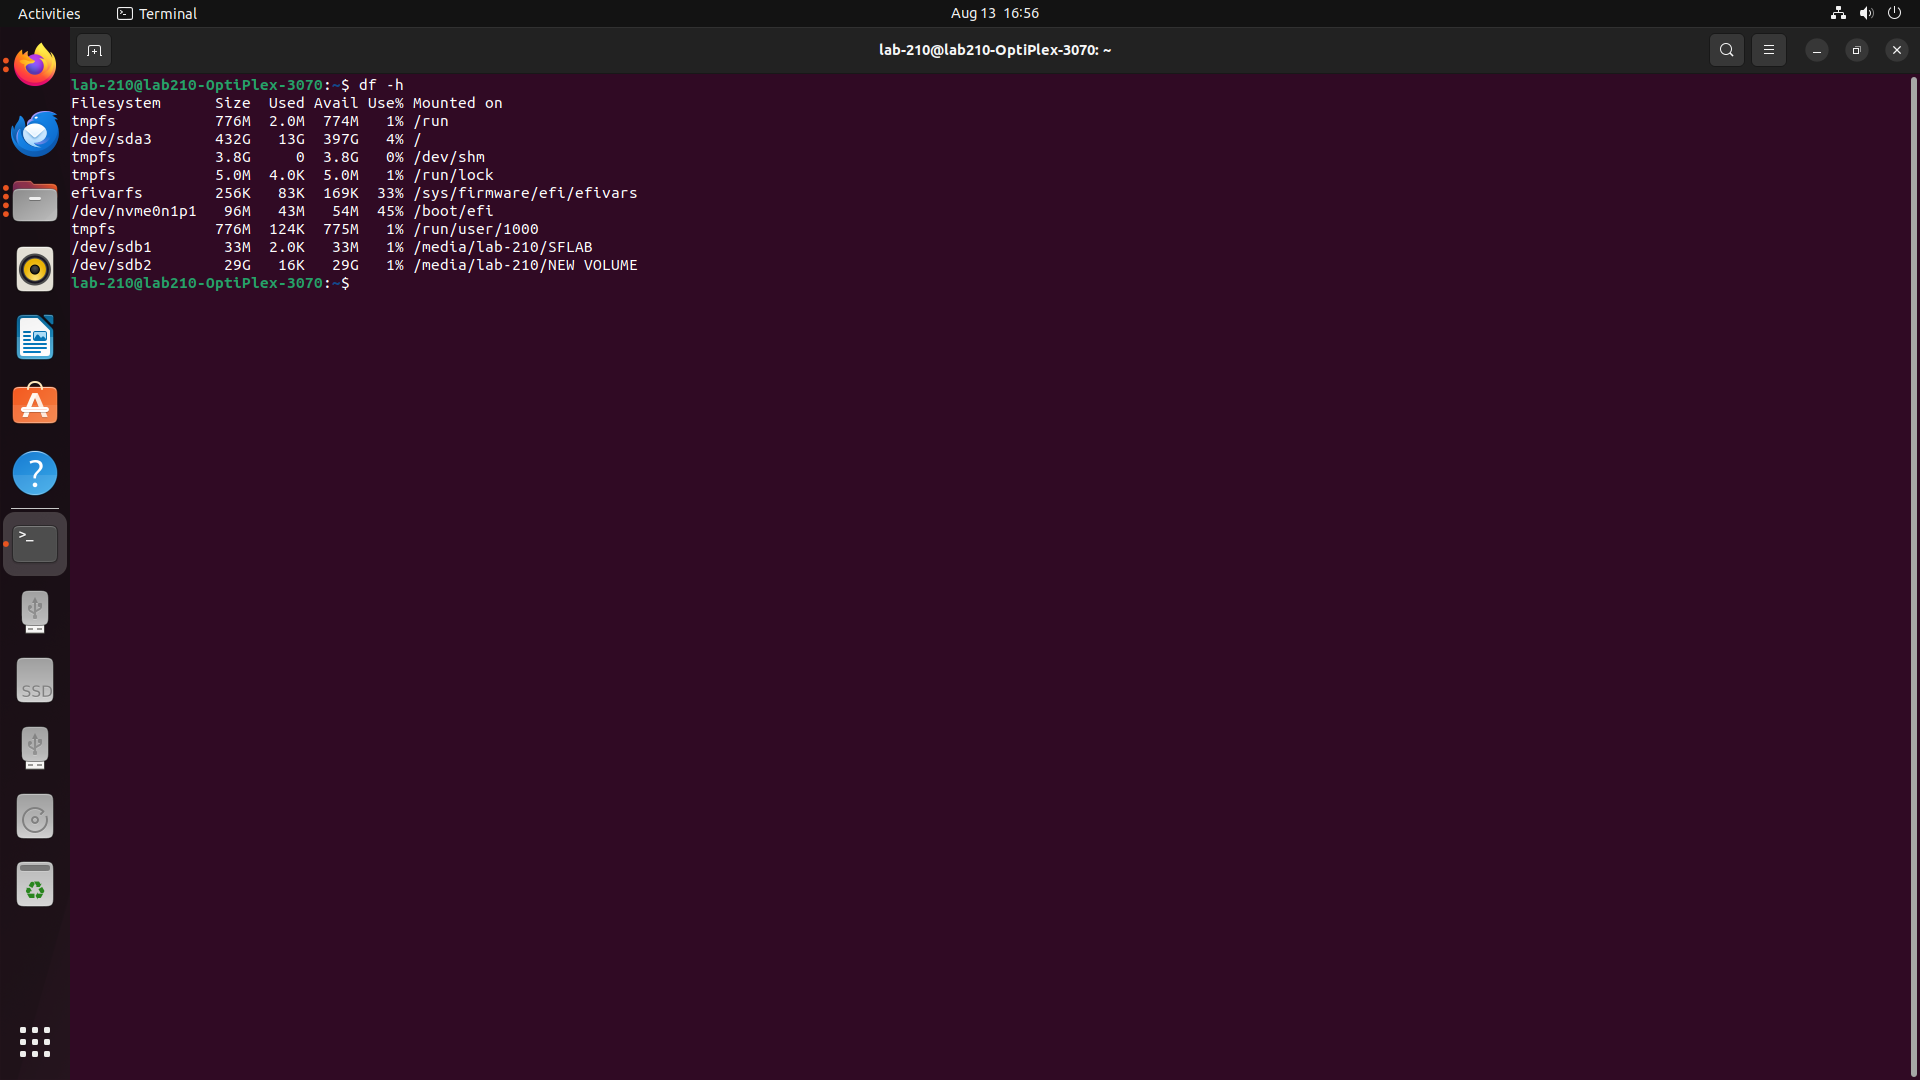 Activities Terminal Aug 13 16:56
lab-210@lab210-OptiPlex-3070: ~
lab-210@lab210-OptiPlex-3070:~$ df -h
Filesystem      Size  Used Avail Use% Mounted on
tmpfs           776M  2.0M  774M   1% /run
/dev/sda3       432G   13G  397G   4% /
tmpfs           3.8G     0  3.8G   0% /dev/shm
tmpfs           5.0M  4.0K  5.0M   1% /run/lock
efivarfs        256K   83K  169K  33% /sys/firmware/efi/efivars
/dev/nvme0n1p1   96M   43M   54M  45% /boot/efi
tmpfs           776M  124K  775M   1% /run/user/1000
/dev/sdb1        33M  2.0K   33M   1% /media/lab-210/SFLAB
/dev/sdb2        29G   16K   29G   1% /media/lab-210/NEW VOLUME
lab-210@lab210-OptiPlex-3070:~$
>_
SSD